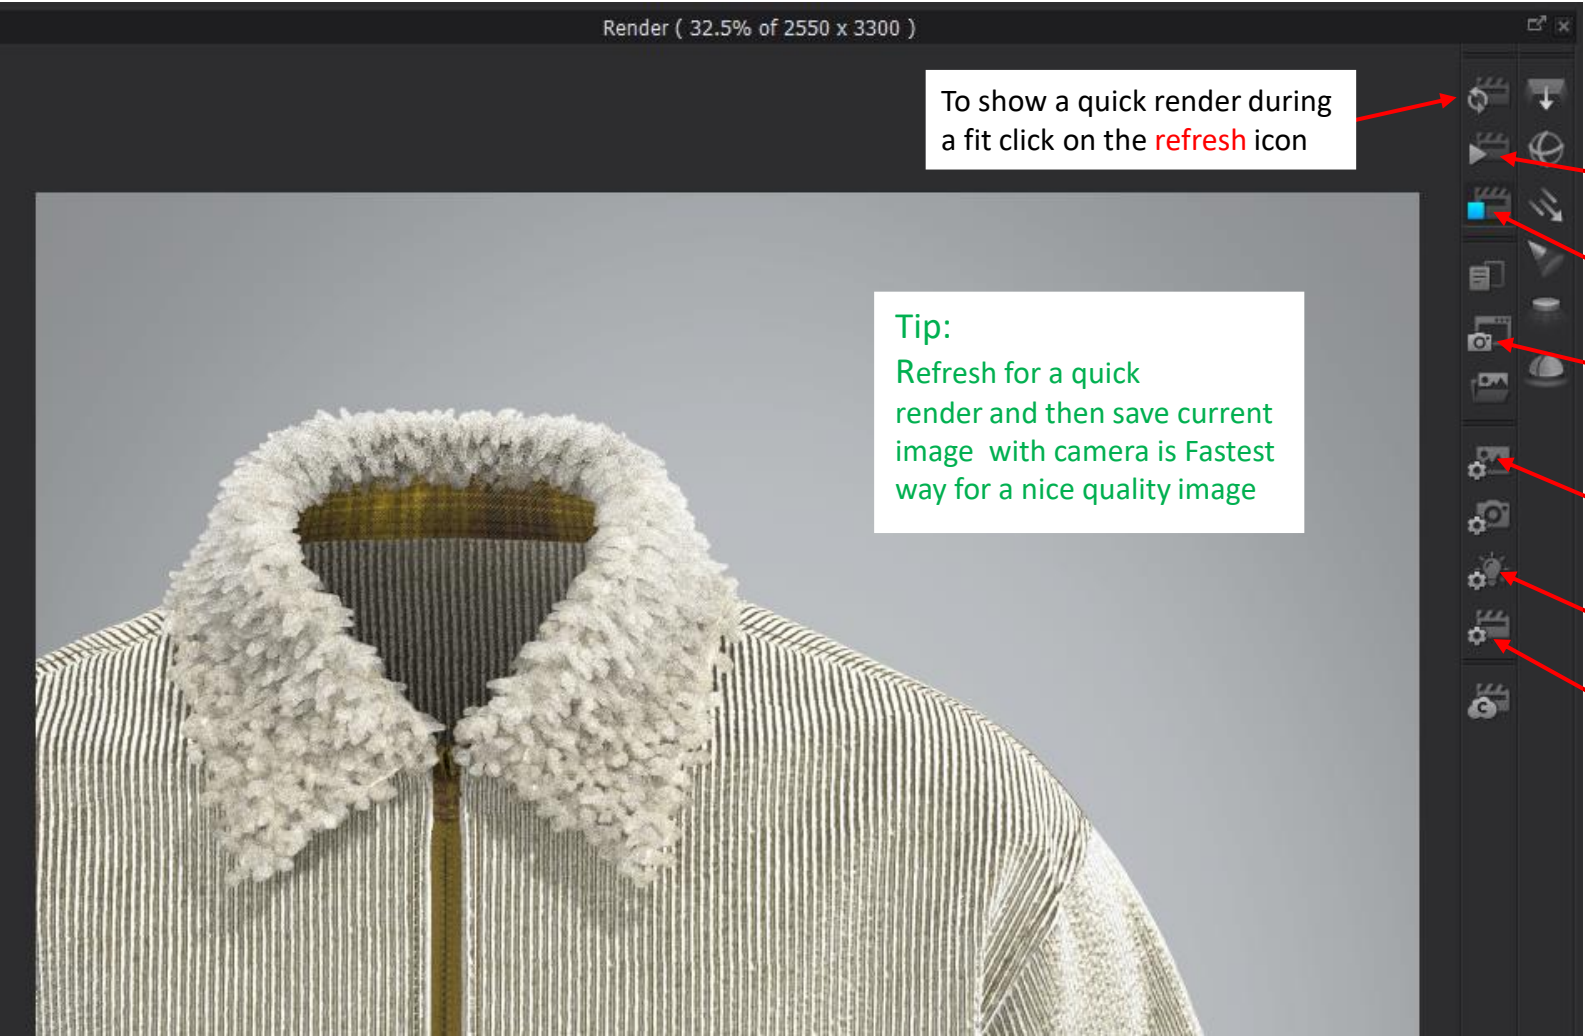 Render ( 32.5% of 2550 x 3300 )
To show a quick render during
a fit click on the refresh icon
Tip:
Refresh for a quick
render and then save current
image  with camera is Fastest
way for a nice quality image
C